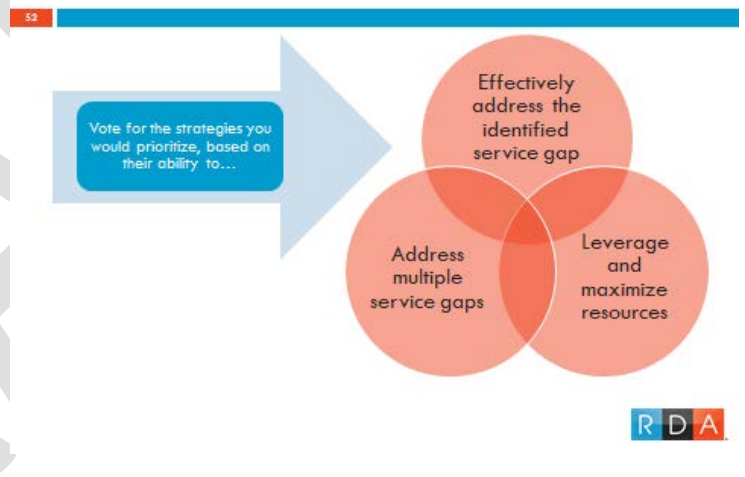 52
Vote for the strategies you
would prioritize, based on
their ability to...
Effectively
address the
identified
service gap
Address
multiple
service gaps
Leverage
and
maximize
resources
RDA